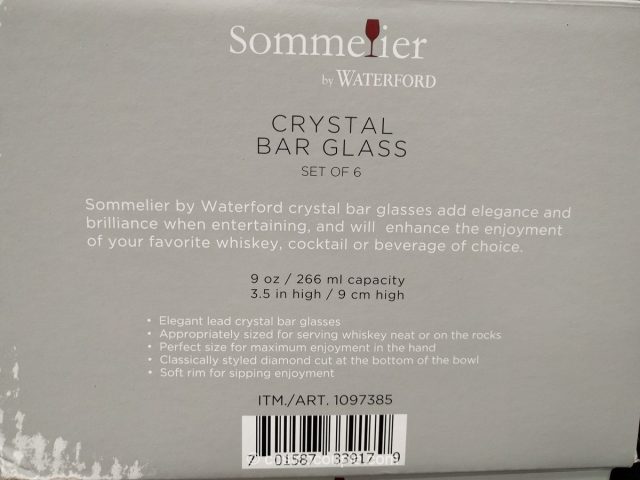 Sommelier
by WATERFORD
CRYSTAL
BAR GLASS
SET OF 6
Sommelier by Waterford crystal bar glasses add elegance and
brilliance when entertaining, and will enhance the enjoyment
of your favorite whiskey, cocktail or beverage of choice.
9 oz / 266 ml capacity
3.5 in high / 9 cm high
• Elegant lead crystal bar glasses
• Appropriately sized for serving whiskey neat or on the rocks
• Perfect size for maximum enjoyment in the hand
• Classically styled diamond cut at the bottom of the bowl
• Soft rim for sipping enjoyment
ITM./ART. 1097385
7 01587 33917 9